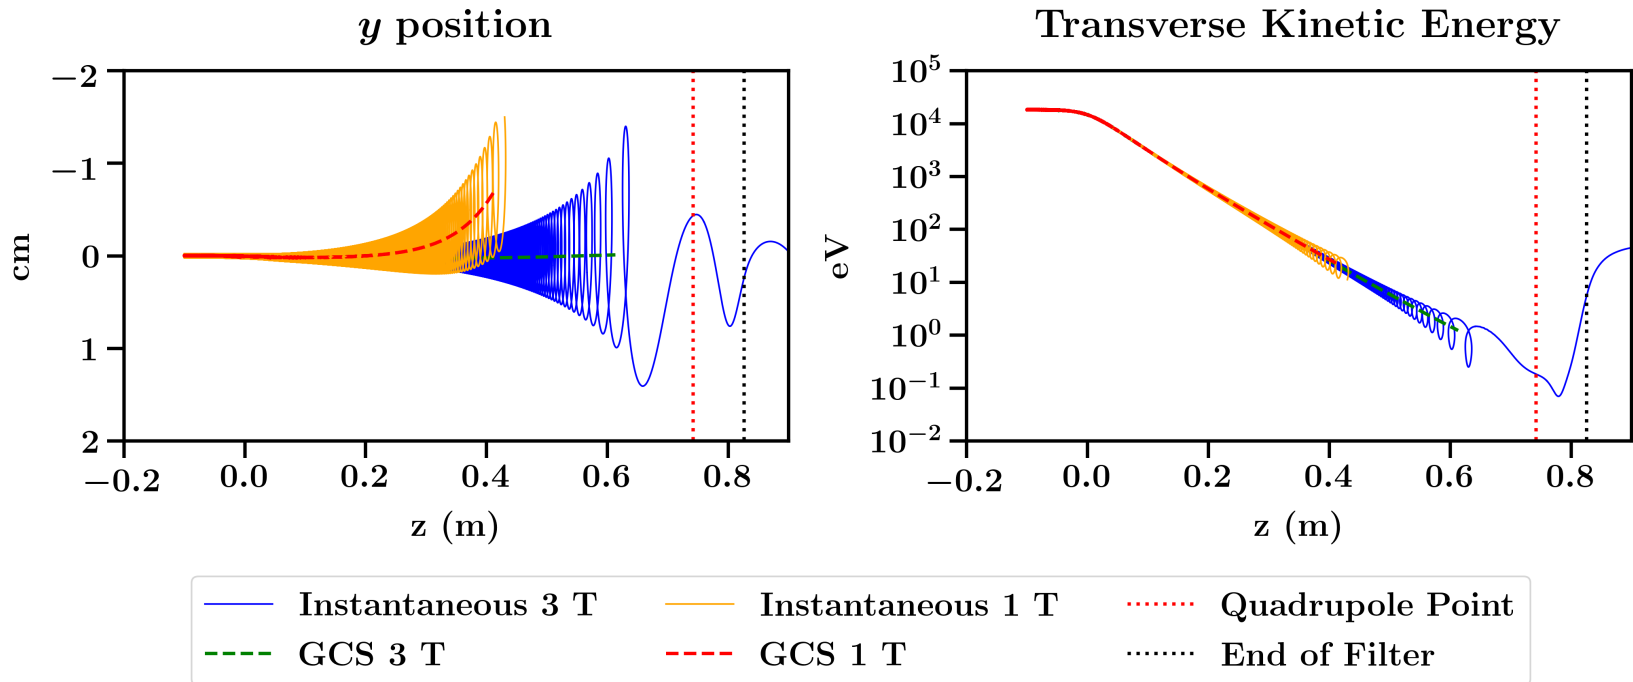 y position
−2
−1
0
1
2
cm
−0.2 0.0 0.2 0.4 0.6 0.8
z (m)
Transverse Kinetic Energy
10^5
10^4
10^3
10^2
10^1
10^0
10^−1
10^−2
eV
−0.2 0.0 0.2 0.4 0.6 0.8
z (m)
Instantaneous 3 T
GCS 3 T
Instantaneous 1 T
GCS 1 T
Quadrupole Point
End of Filter